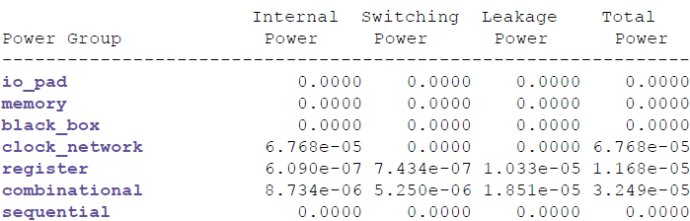 Internal Switching Leakage Total
Power Group Power Power Power Power
--------------------------------------------------------------------------------
io_pad 0.0000 0.0000 0.0000 0.0000
memory 0.0000 0.0000 0.0000 0.0000
black_box 0.0000 0.0000 0.0000 0.0000
clock_network 6.768e-05 0.0000 0.0000 6.768e-05
register 6.090e-07 7.434e-07 1.033e-05 1.168e-05
combinational 8.734e-06 5.250e-06 1.851e-05 3.249e-05
sequential 0.0000 0.0000 0.0000 0.0000